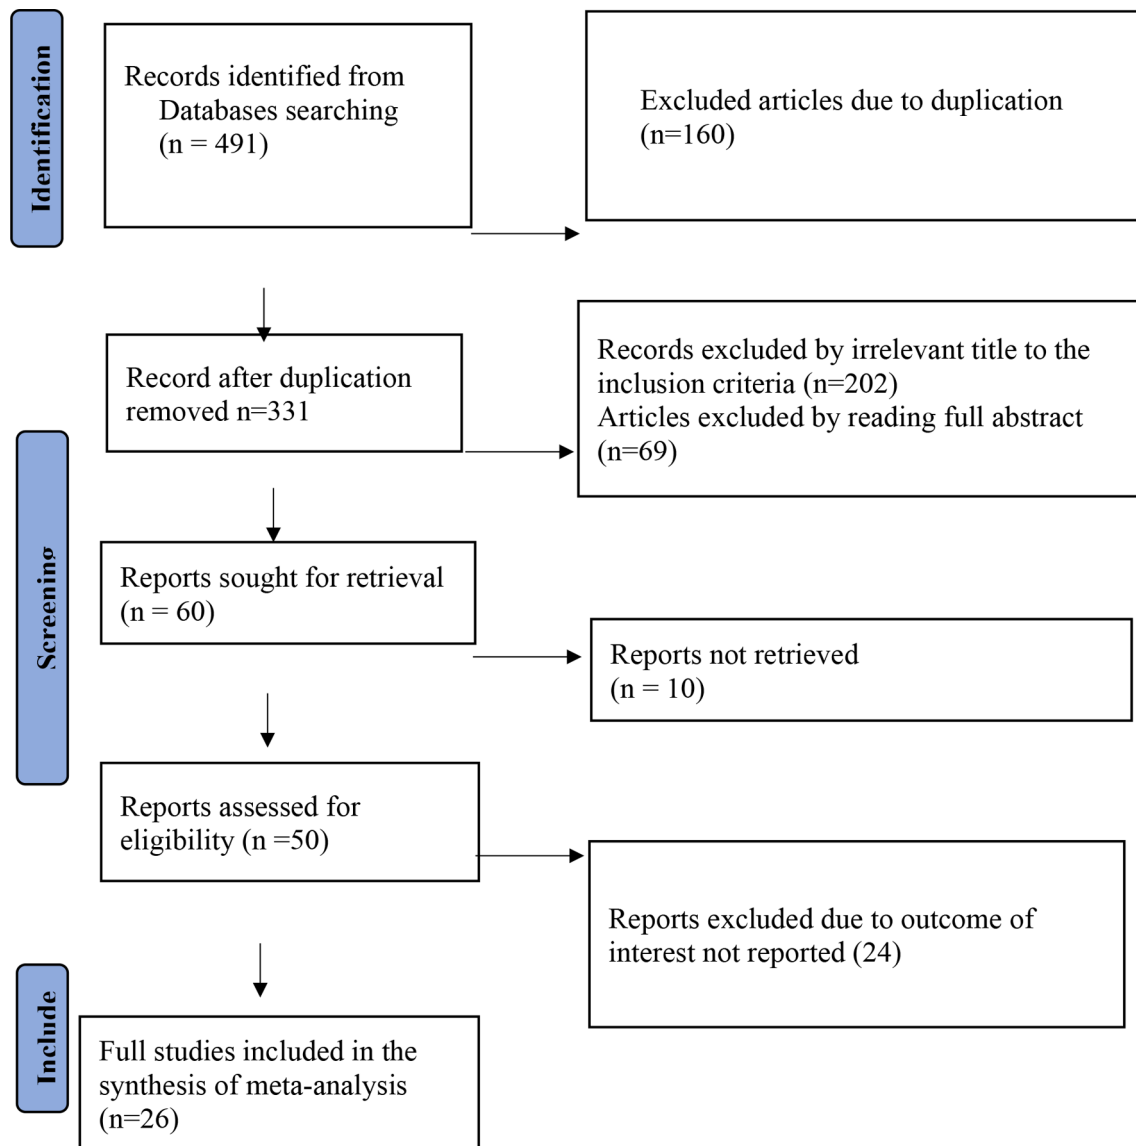 Identification
Records identified from
Databases searching
(n = 491)
Excluded articles due to duplication
(n=160)
Record after duplication
removed n=331
Records excluded by irrelevant title to the
inclusion criteria (n=202)
Articles excluded by reading full abstract
(n=69)
Screening
Reports sought for retrieval
(n = 60)
Reports not retrieved
(n = 10)
Reports assessed for
eligibility (n =50)
Reports excluded due to outcome of
interest not reported (24)
Include
Full studies included in the
synthesis of meta-analysis
(n=26)